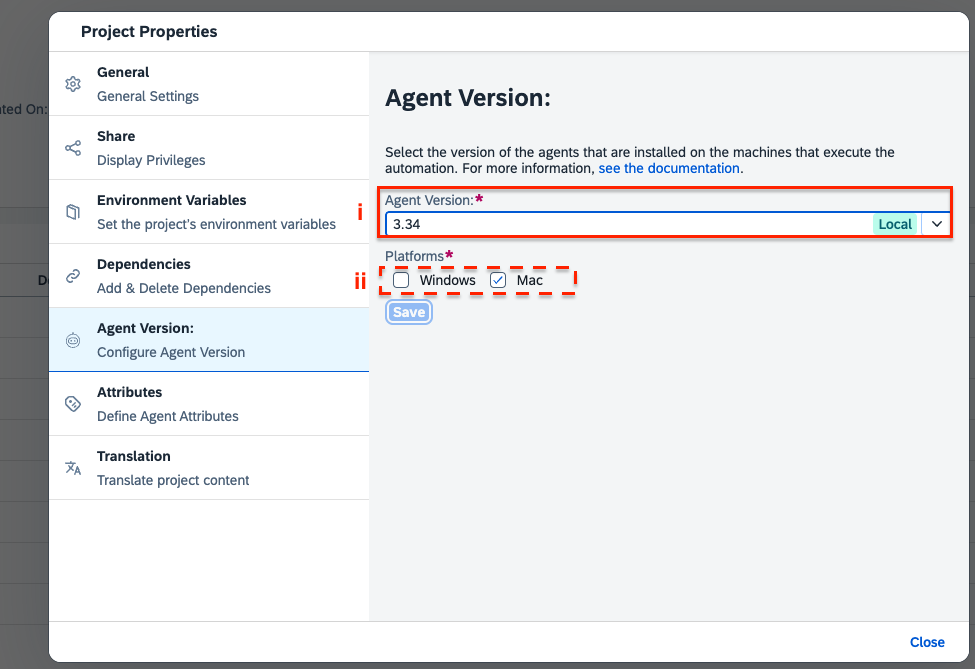 Project Properties
ated On:
D
General
General Settings
Share
Display Privileges
Environment Variables
Set the project's environment variables
Dependencies
Add & Delete Dependencies
Agent Version:
Configure Agent Version
Attributes
Define Agent Attributes
Translation
Translate project content
Agent Version:
Select the version of the agents that are installed on the machines that execute the
automation. For more information, see the documentation.
i
Agent Version:*
3.34 Local
Platforms*
ii
Windows Mac
Save
Close